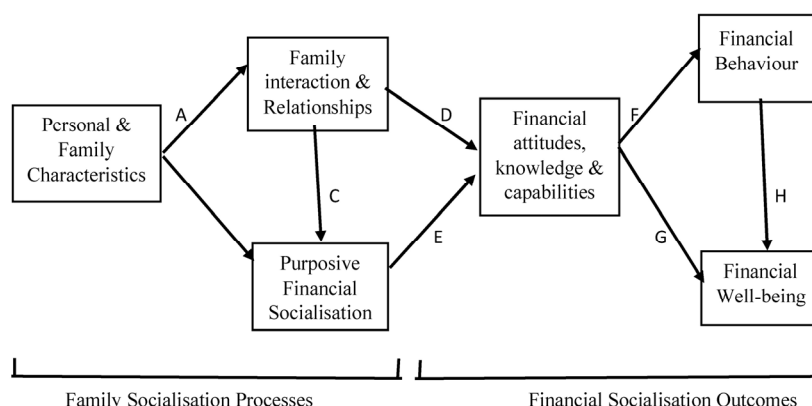 Personal &
Family
Characteristics
A
Family
interaction &
Relationships
C
Purposive
Financial
Socialisation
D
E
Financial
attitudes,
knowledge &
capabilities
F
G
Financial
Behaviour
H
Financial
Well-being
Family Socialisation Processes
Financial Socialisation Outcomes